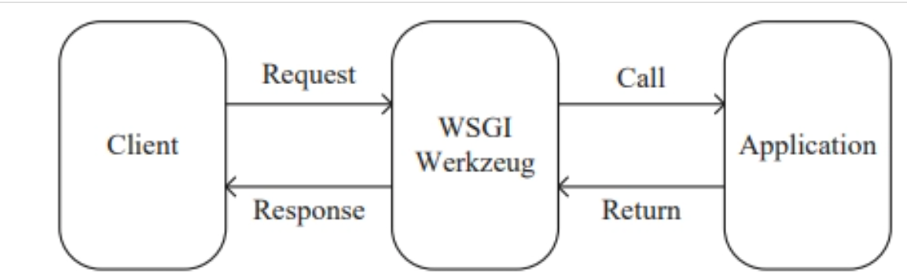 Request
Call
Client
WSGI
Werkzeug
Application
Response
Return